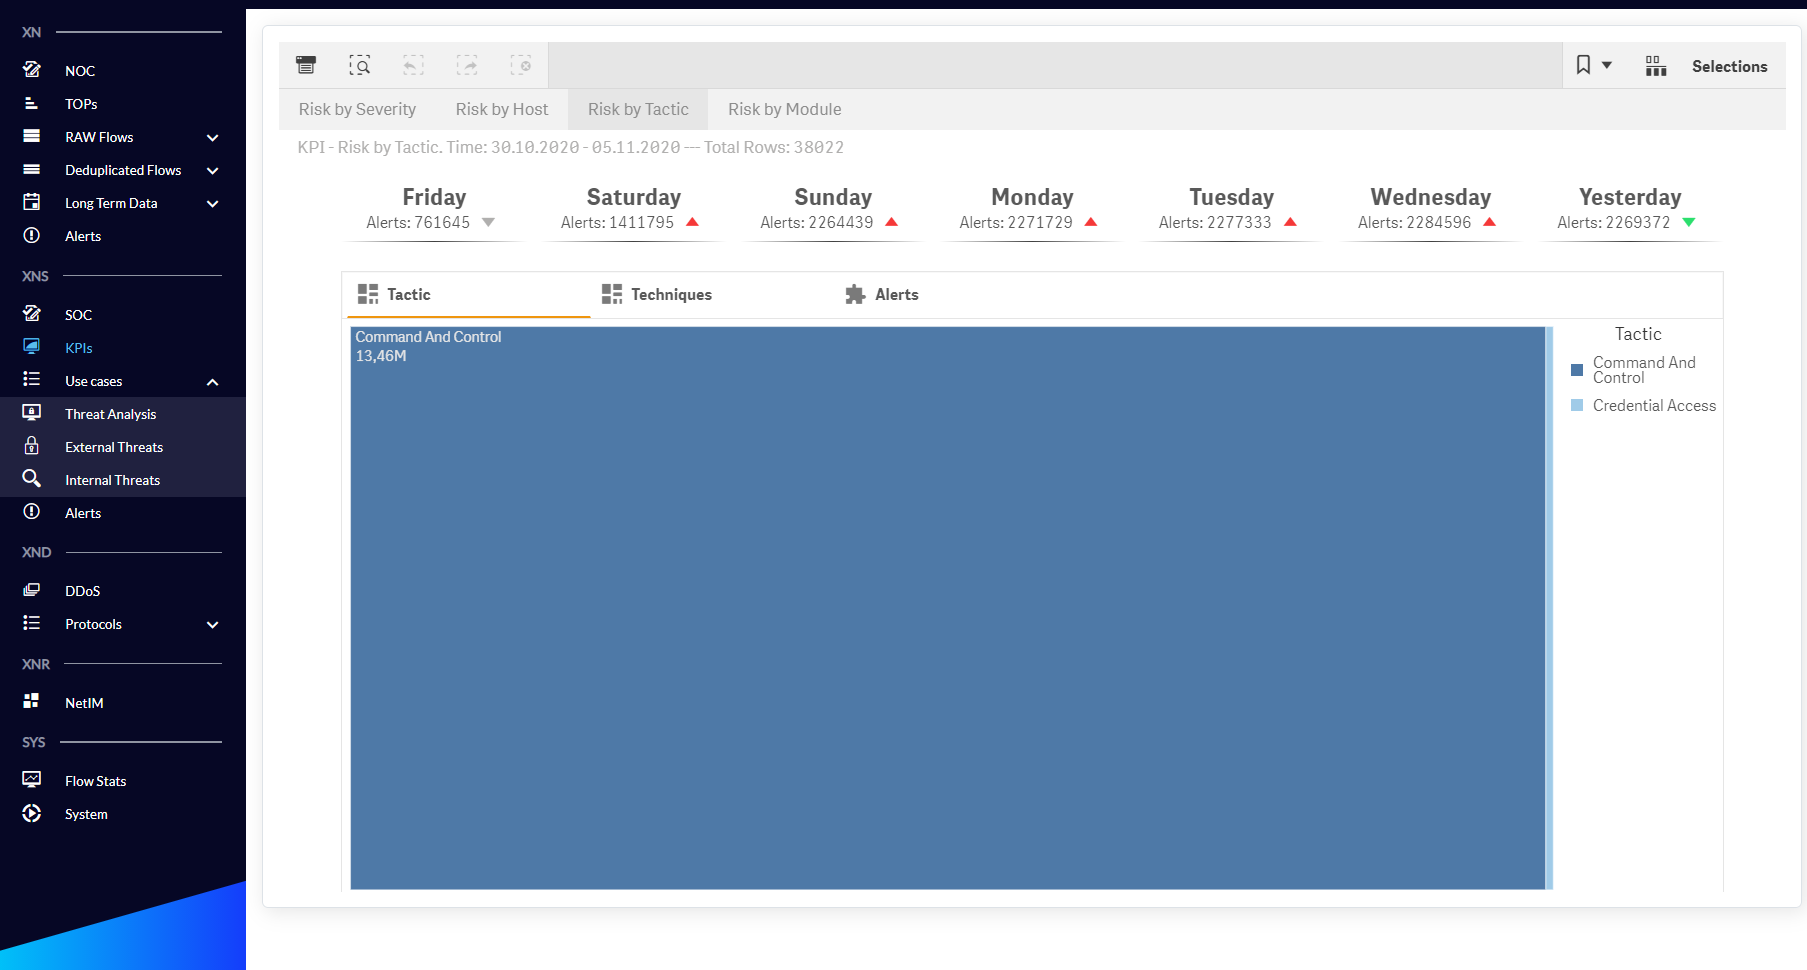 XN
NOC
TOPs
RAW Flows
Deduplicated Flows
Long Term Data
Alerts
XNS
SOC
KPIs
Use cases
Threat Analysis
External Threats
Internal Threats
Alerts
XND
DDoS
Protocols
XNR
NetIM
SYS
Flow Stats
System
Selections
Risk by Severity Risk by Host Risk by Tactic Risk by Module
KPI - Risk by Tactic. Time: 30.10.2020 - 05.11.2020 --- Total Rows: 38022
Friday Saturday Sunday Monday Tuesday Wednesday Yesterday
Alerts: 761645 Alerts: 1411795 Alerts: 2264439 Alerts: 2271729 Alerts: 2277333 Alerts: 2284596 Alerts: 2269372
Tactic Techniques Alerts
Command And Control
13,46M
Tactic
Command And
Control
Credential Access